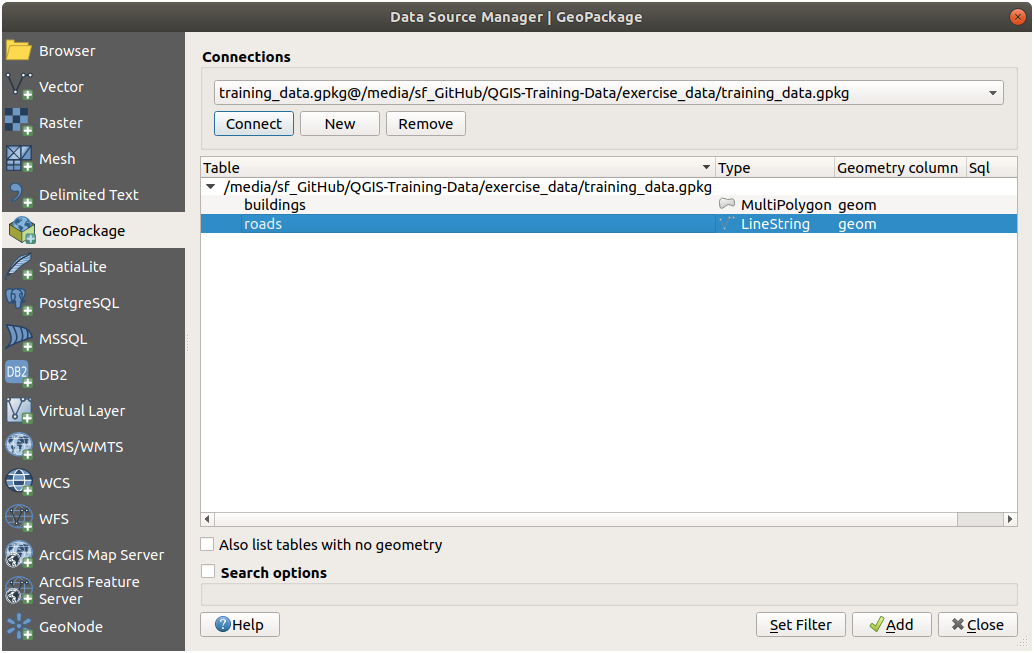 Data Source Manager | GeoPackage
Browser
Vector
Raster
Mesh
Delimited Text
GeoPackage
SpatiaLite
PostgreSQL
MSSQL
DB2
DB2
Virtual Layer
WMS/WMTS
WCS
WFS
ArcGIS Map Server
ArcGIS Feature
Server
GeoNode
Connections
training_data.gpkg@/media/sf_GitHub/QGIS-Training-Data/exercise_data/training_data.gpkg
Connect New Remove
Table Type Geometry column Sql
/media/sf_GitHub/QGIS-Training-Data/exercise_data/training_data.gpkg
buildings MultiPolygon geom
roads LineString geom
Also list tables with no geometry
Search options
?Help Set Filter Add Close